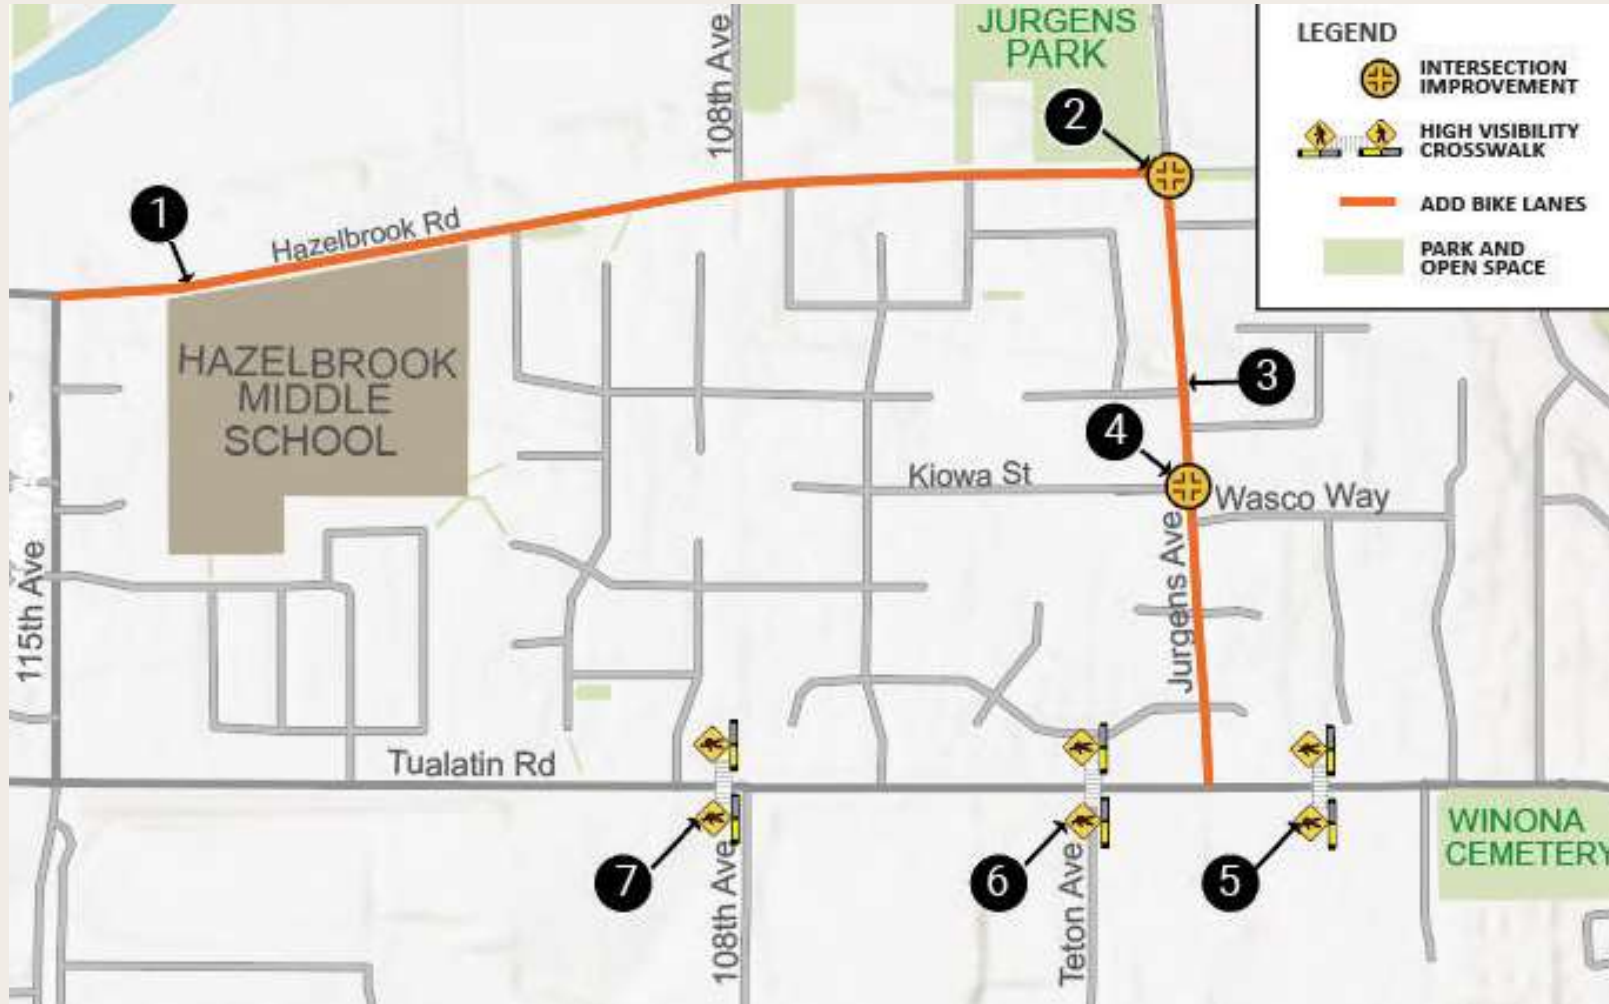 108th Ave
JURGENS
PARK
LEGEND
INTERSECTION
IMPROVEMENT
HIGH VISIBILITY
CROSSWALK
ADD BIKE LANES
PARK AND
OPEN SPACE
2
1
Hazelbrook Rd
HAZELBROOK
MIDDLE
SCHOOL
3
4
Kiowa St
Wasco Way
115th Ave
Jurgens Ave
Tualatin Rd
WINONA
CEMETERY
7
6
5
108th Ave
Teton Ave